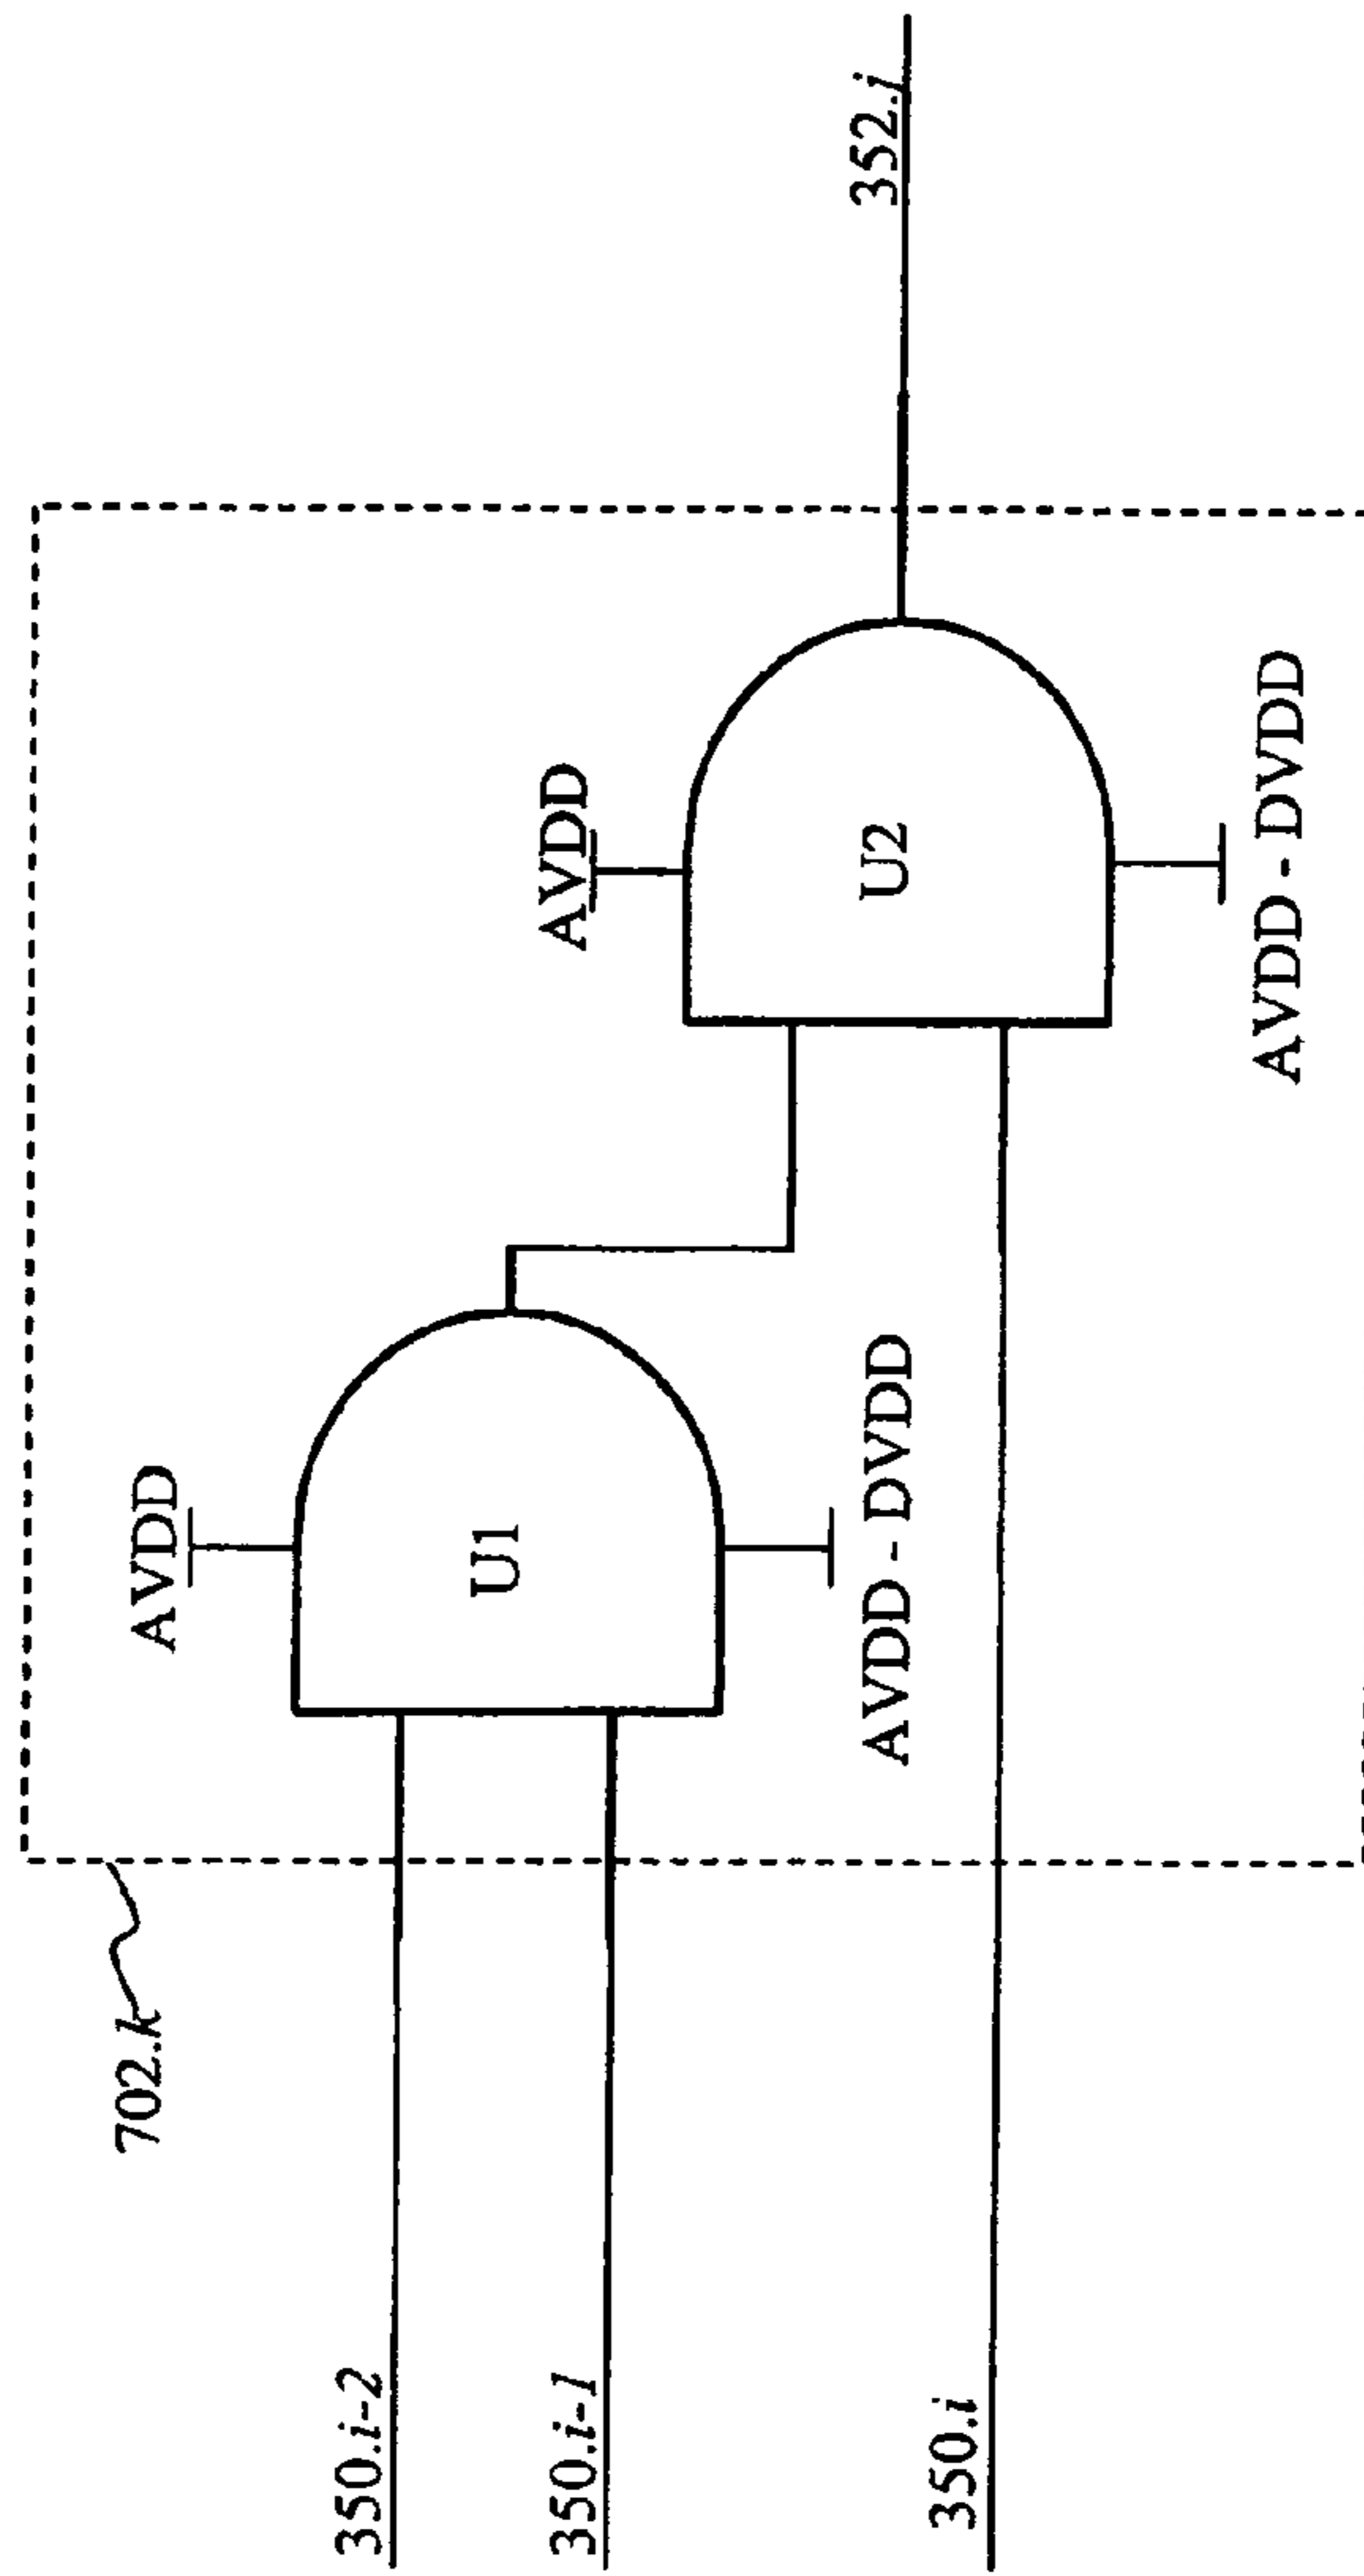 702.k
AVDD
350.i-2
U1
350.i-1
AVDD - DVDD
AVDD
U2
352.i
350.i
AVDD - DVDD